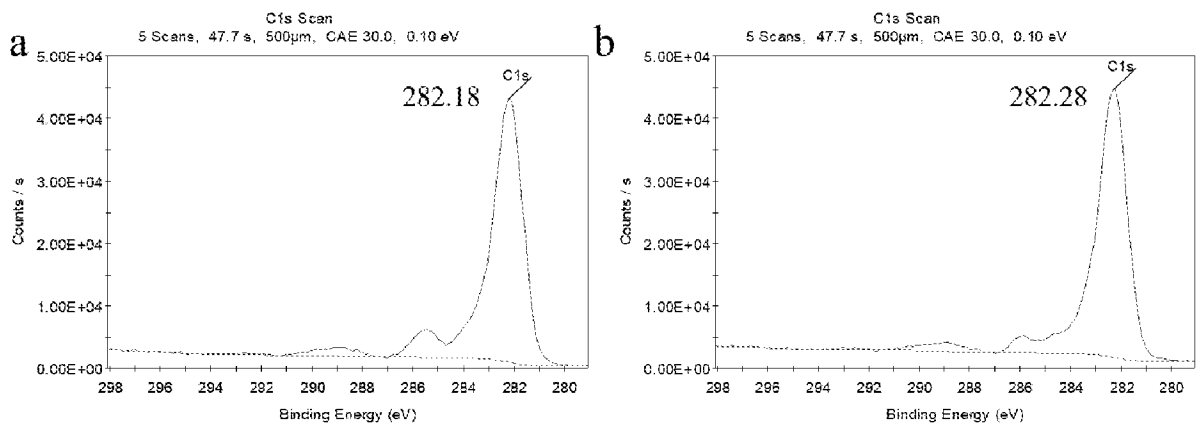 a
C1s Scan
5 Scans, 47.7 s, 500µm, CAE 30.0, 0.10 eV
5.00E+04
4.00E+04
3.00E+04
2.00E+04
1.00E+04
0.00E+00
Counts / s
C1s
282.18
298 296 294 292 290 288 286 284 282 280
Binding Energy (eV)
b
C1s Scan
5 Scans, 47.7 s, 500µm, CAE 30.0, 0.10 eV
5.00E+04
4.00E+04
3.00E+04
2.00E+04
1.00E+04
0.00E+00
Counts / s
C1s
282.28
298 296 294 292 290 288 286 284 282 280
Binding Energy (eV)